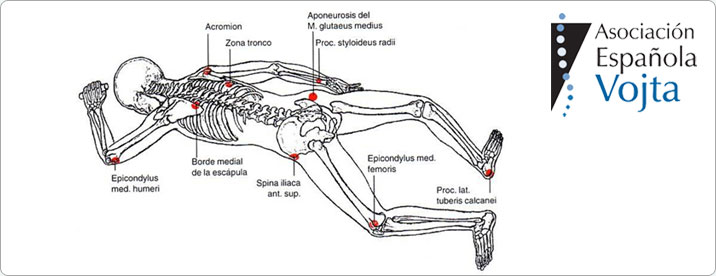 Aponeurosis del
M. glutaeus medius
Acromion
Zona tronco
Proc. styloideus radii
Epicondylus
med. humeri
Borde medial
de la escápula
Spina iliaca
ant. sup.
Epicondylus med.
femoris
Proc. lat.
tuberis calcanei
Asociación
Española
Vojta